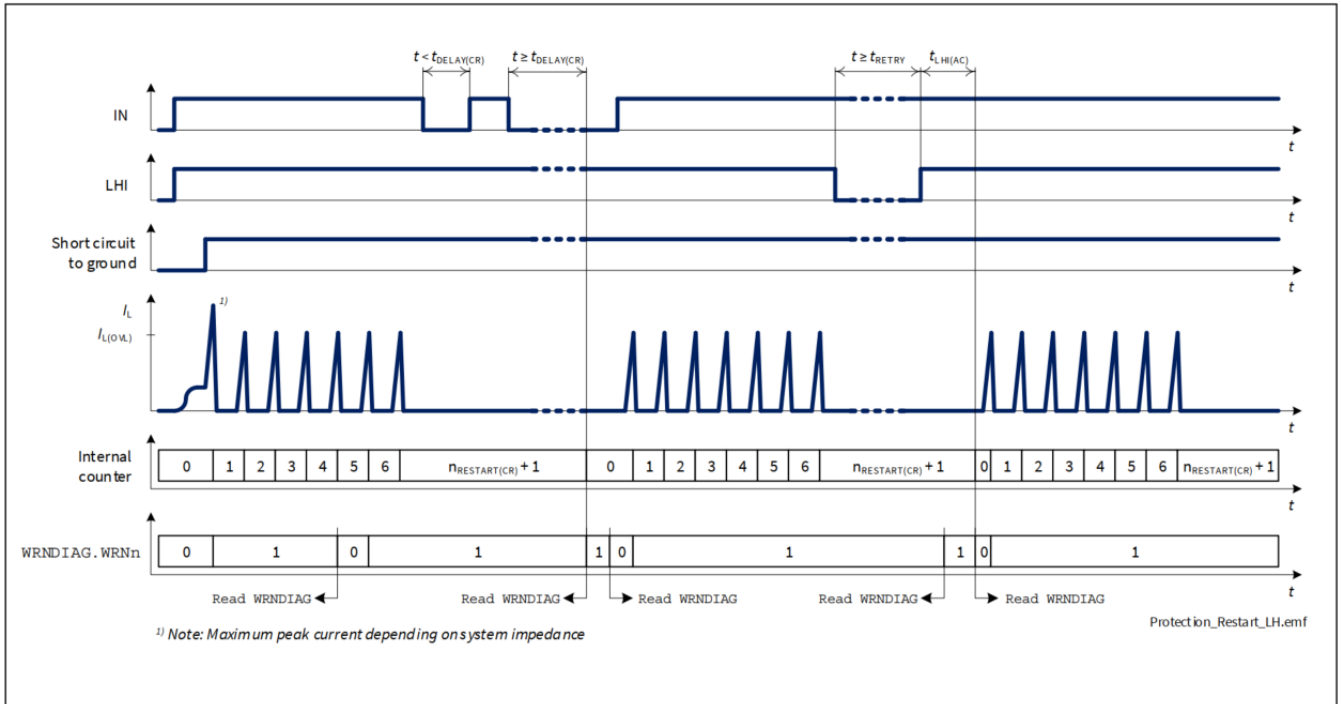 t < tDELAY(CR) t ≥ tDELAY(CR) t ≥ tRETRY tLHI(AC)
IN
t
LHI
t
Short circuit
to ground
t
1)
IL
IL(OVL)
t
Internal
counter
0 1 2 3 4 5 6 nRESTART(CR) + 1 0 1 2 3 4 5 6 nRESTART(CR) + 1 0 1 2 3 4 5 6 nRESTART(CR) + 1
t
WRNDIAG.WRNn
0 1 0 1 1 0 1 1 0 1
t
Read WRNDIAG Read WRNDIAG Read WRNDIAG Read WRNDIAG Read WRNDIAG
1) Note: Maximum peak current depending on system impedance
Protection_Restart_LH.emf